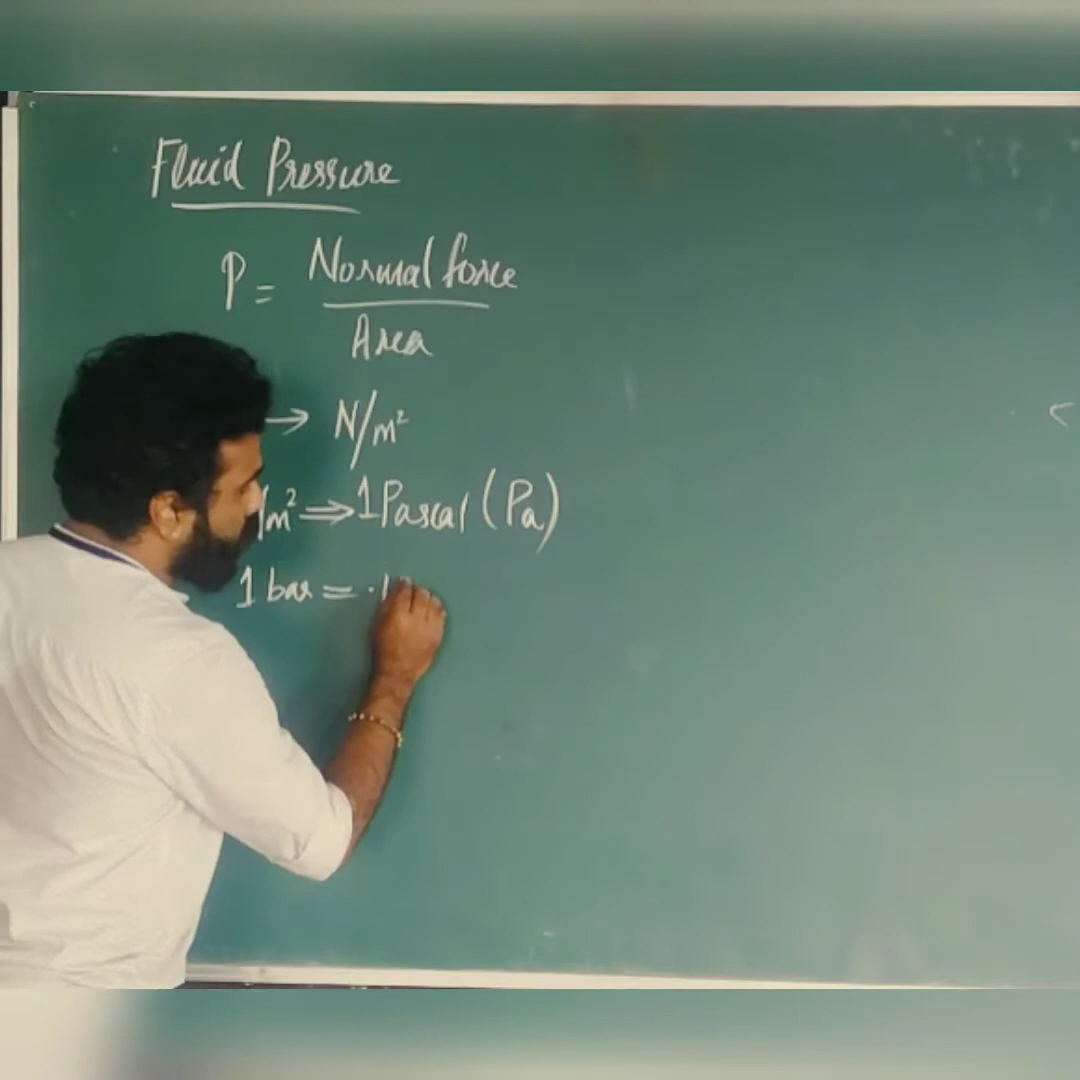 Fluid Pressure
P = Normal force
Area
→ N/m²
/m² ⇒ 1 Pascal (Pa)
1 bar =